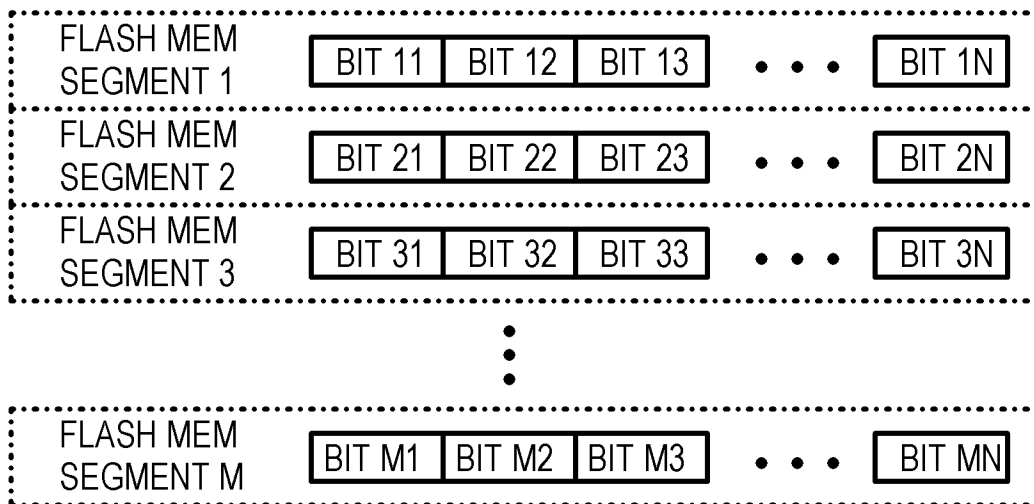 FLASH MEM
SEGMENT 1
BIT 11 BIT 12 BIT 13 • • • BIT 1N
FLASH MEM
SEGMENT 2
BIT 21 BIT 22 BIT 23 • • • BIT 2N
FLASH MEM
SEGMENT 3
BIT 31 BIT 32 BIT 33 • • • BIT 3N
FLASH MEM
SEGMENT M
BIT M1 BIT M2 BIT M3 • • • BIT MN